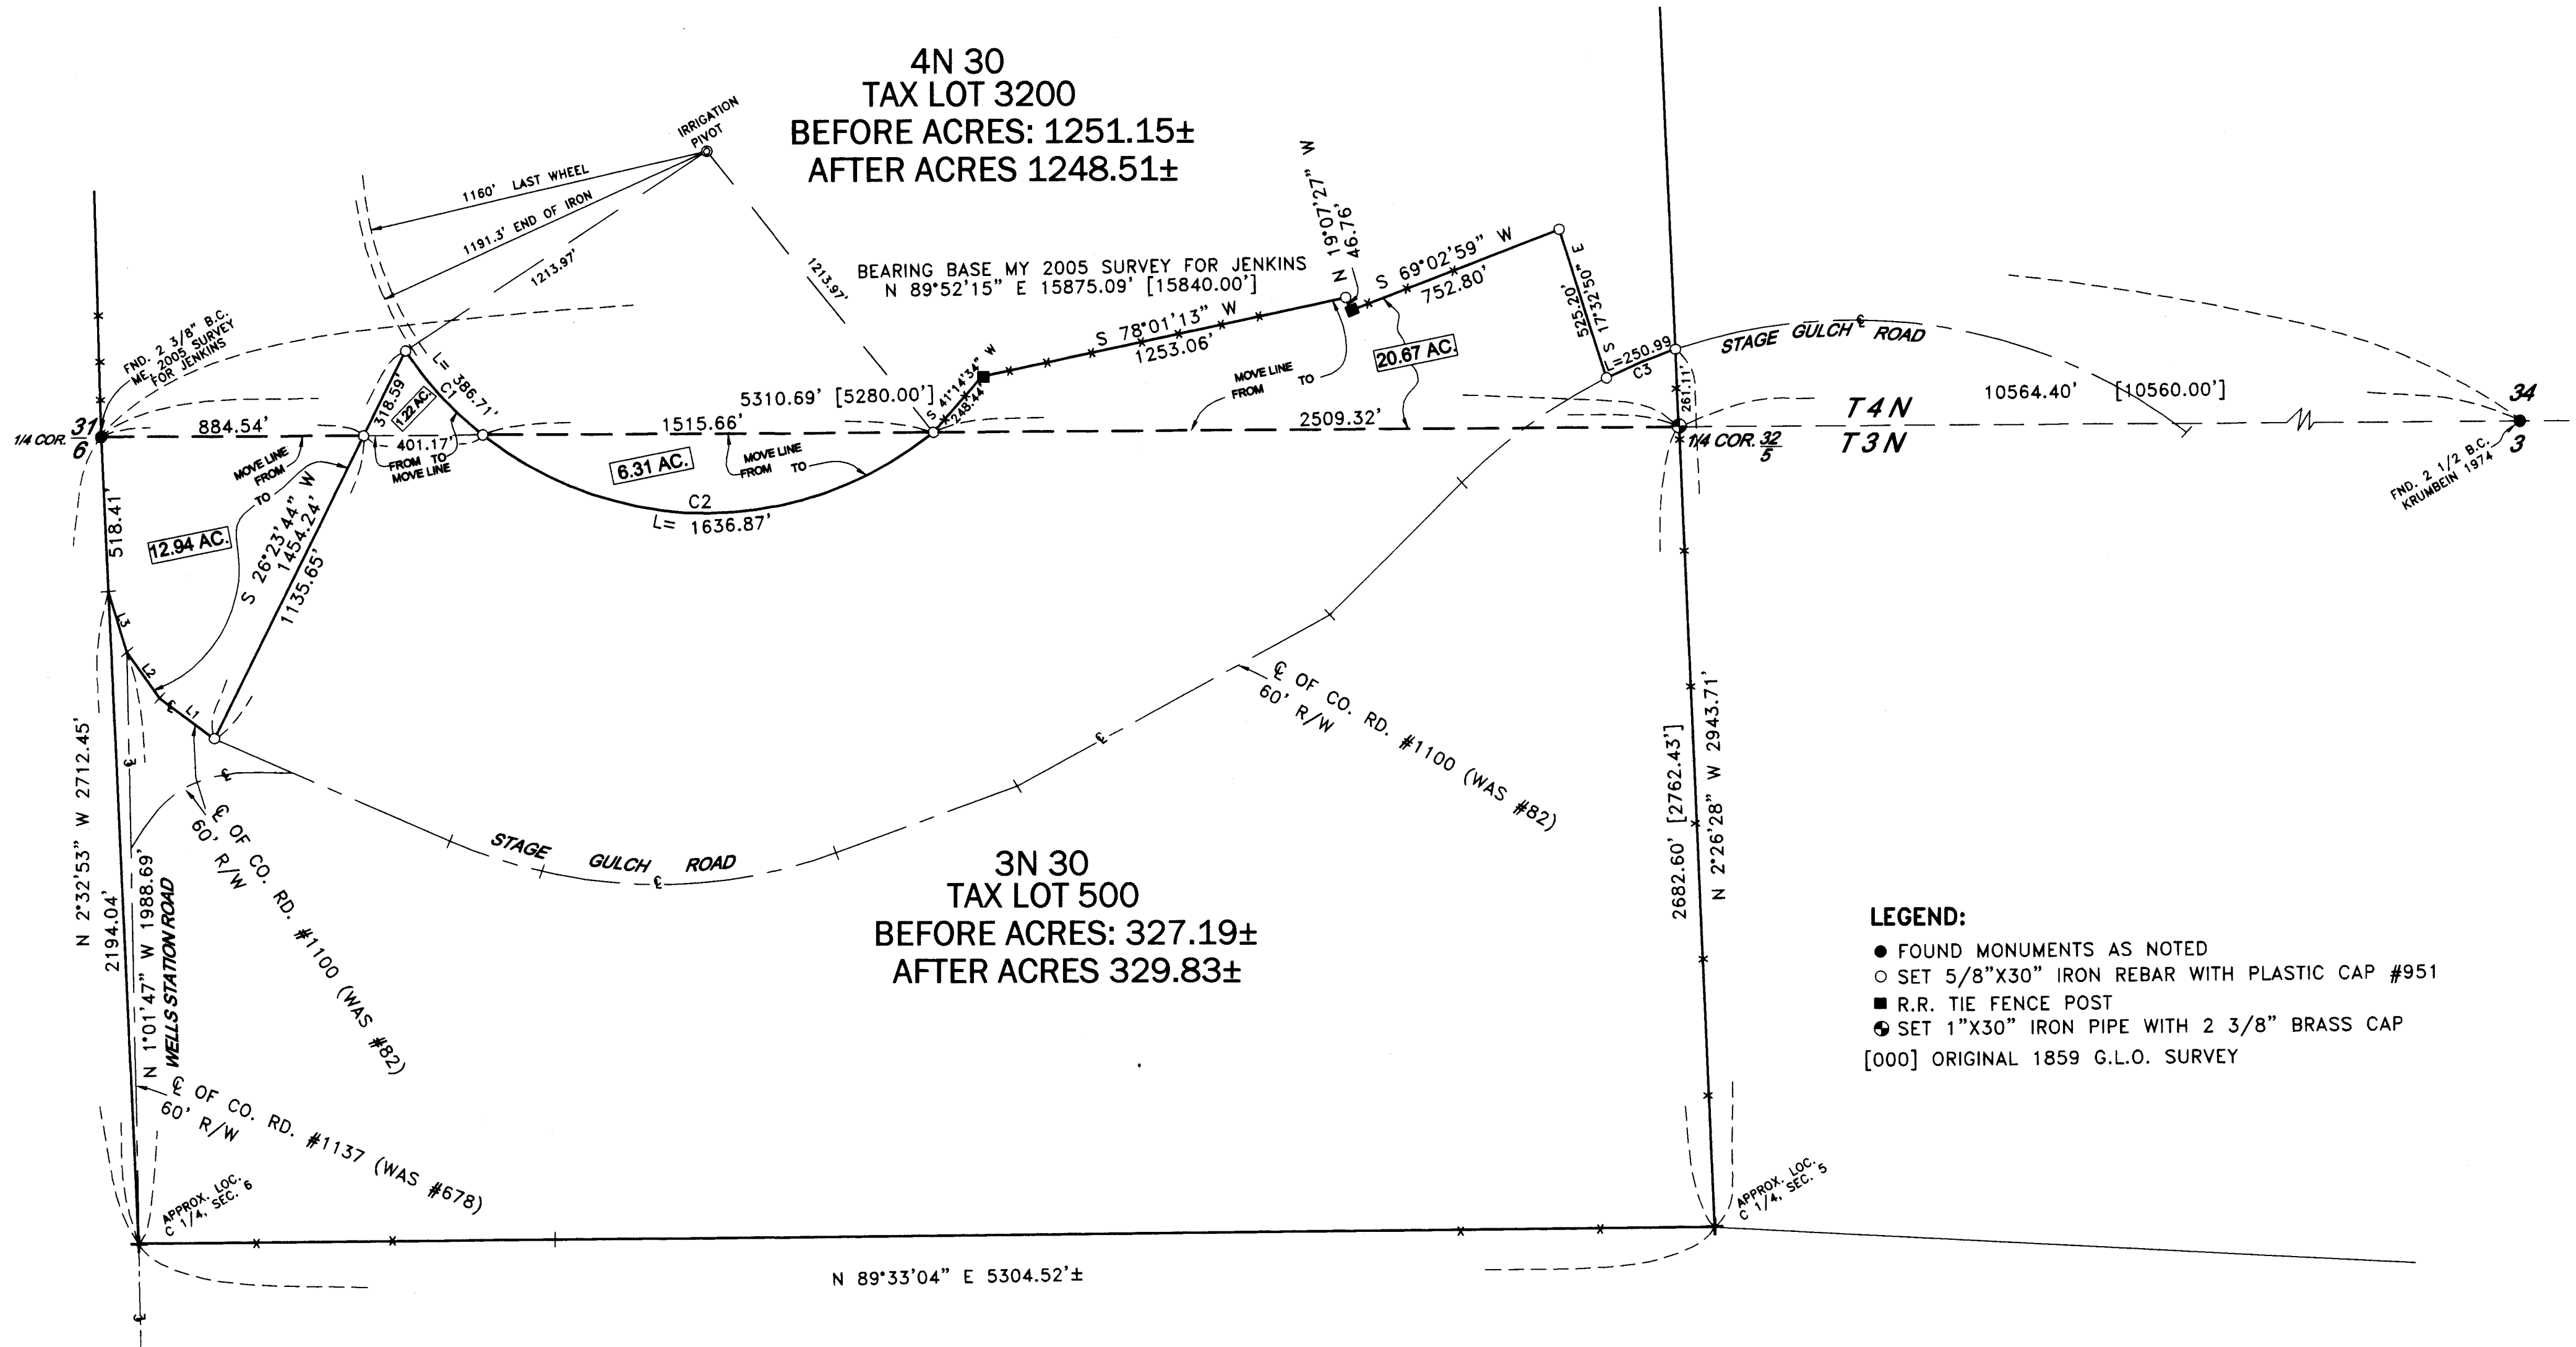 4N 30
TAX LOT 3200
BEFORE ACRES: 1251.15±
AFTER ACRES 1248.51±
IRRIGATION
PIVOT
1160' LAST WHEEL
1191.3' END OF IRON
1213.97'
1213.97'
BEARING BASE MY 2005 SURVEY FOR JENKINS
N 89°52'15" E 15875.09' [15840.00']
N 19°07'27" W
46.76'
S 69°02'59" W
752.80'
S 17°32'50" E
525.20'
S 78°01'13" W
1253.06'
20.67 AC.
L=250.99
C3
STAGE GULCH ℄ ROAD
FND. 2 3/8" B.C.
ME, 2005 SURVEY
FOR JENKINS
L= 386.71'
C1
318.59'
1.22 AC.
S 41°14'34" W
248.44'
MOVE LINE
FROM TO
5310.69' [5280.00']
261.11'
10564.40' [10560.00']
T 4 N
T 3 N
34
3
1/4 COR. 31
6
884.54'
401.17'
1515.66'
2509.32'
1/4 COR. 32
5
MOVE LINE
FROM
TO
FROM TO
MOVE LINE
MOVE LINE
FROM TO
6.31 AC.
C2
L= 1636.87'
FND. 2 1/2 B.C.
KRUMBEIN 1974
518.41'
12.94 AC.
S 26°23'44" W
1454.24'
1135.65'
L3
L2
℄
L1
℄
℄
℄ OF CO. RD. #1100 (WAS #82)
60' R/W
℄
N 2°32'53" W 2712.45'
2194.04'
N 1°01'47" W 1988.69'
WELLS STATION ROAD
℄ OF CO. RD. #1100 (WAS #82)
60' R/W
STAGE GULCH ROAD
℄
2682.60' [2762.43']
N 2°26'28" W 2943.71'
3N 30
TAX LOT 500
BEFORE ACRES: 327.19±
AFTER ACRES 329.83±
℄ OF CO. RD. #1137 (WAS #678)
60' R/W
LEGEND:
FOUND MONUMENTS AS NOTED
SET 5/8"X30" IRON REBAR WITH PLASTIC CAP #951
R.R. TIE FENCE POST
SET 1"X30" IRON PIPE WITH 2 3/8" BRASS CAP
[000] ORIGINAL 1859 G.L.O. SURVEY
APPROX. LOC.
C 1/4, SEC. 6
APPROX. LOC.
C 1/4, SEC. 5
N 89°33'04" E 5304.52'±
℄